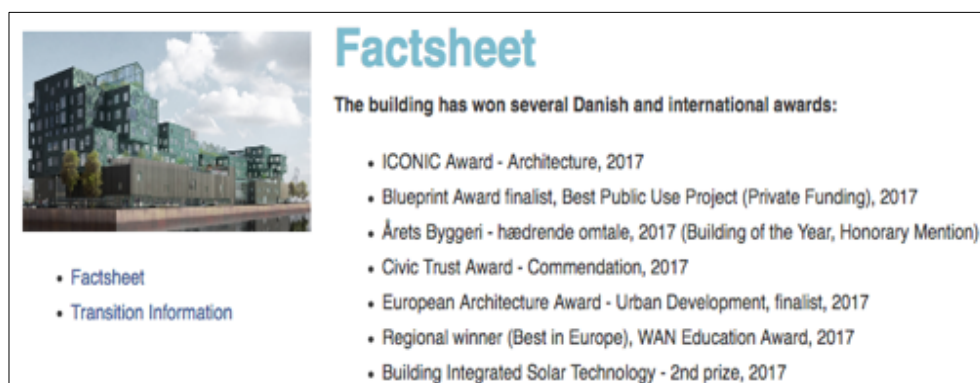 Factsheet
The building has won several Danish and international awards:
• ICONIC Award - Architecture, 2017
• Blueprint Award finalist, Best Public Use Project (Private Funding), 2017
• Årets Byggeri - hædrende omtale, 2017 (Building of the Year, Honorary Mention)
• Civic Trust Award - Commendation, 2017
• European Architecture Award - Urban Development, finalist, 2017
• Regional winner (Best in Europe), WAN Education Award, 2017
• Building Integrated Solar Technology - 2nd prize, 2017
• Factsheet
• Transition Information